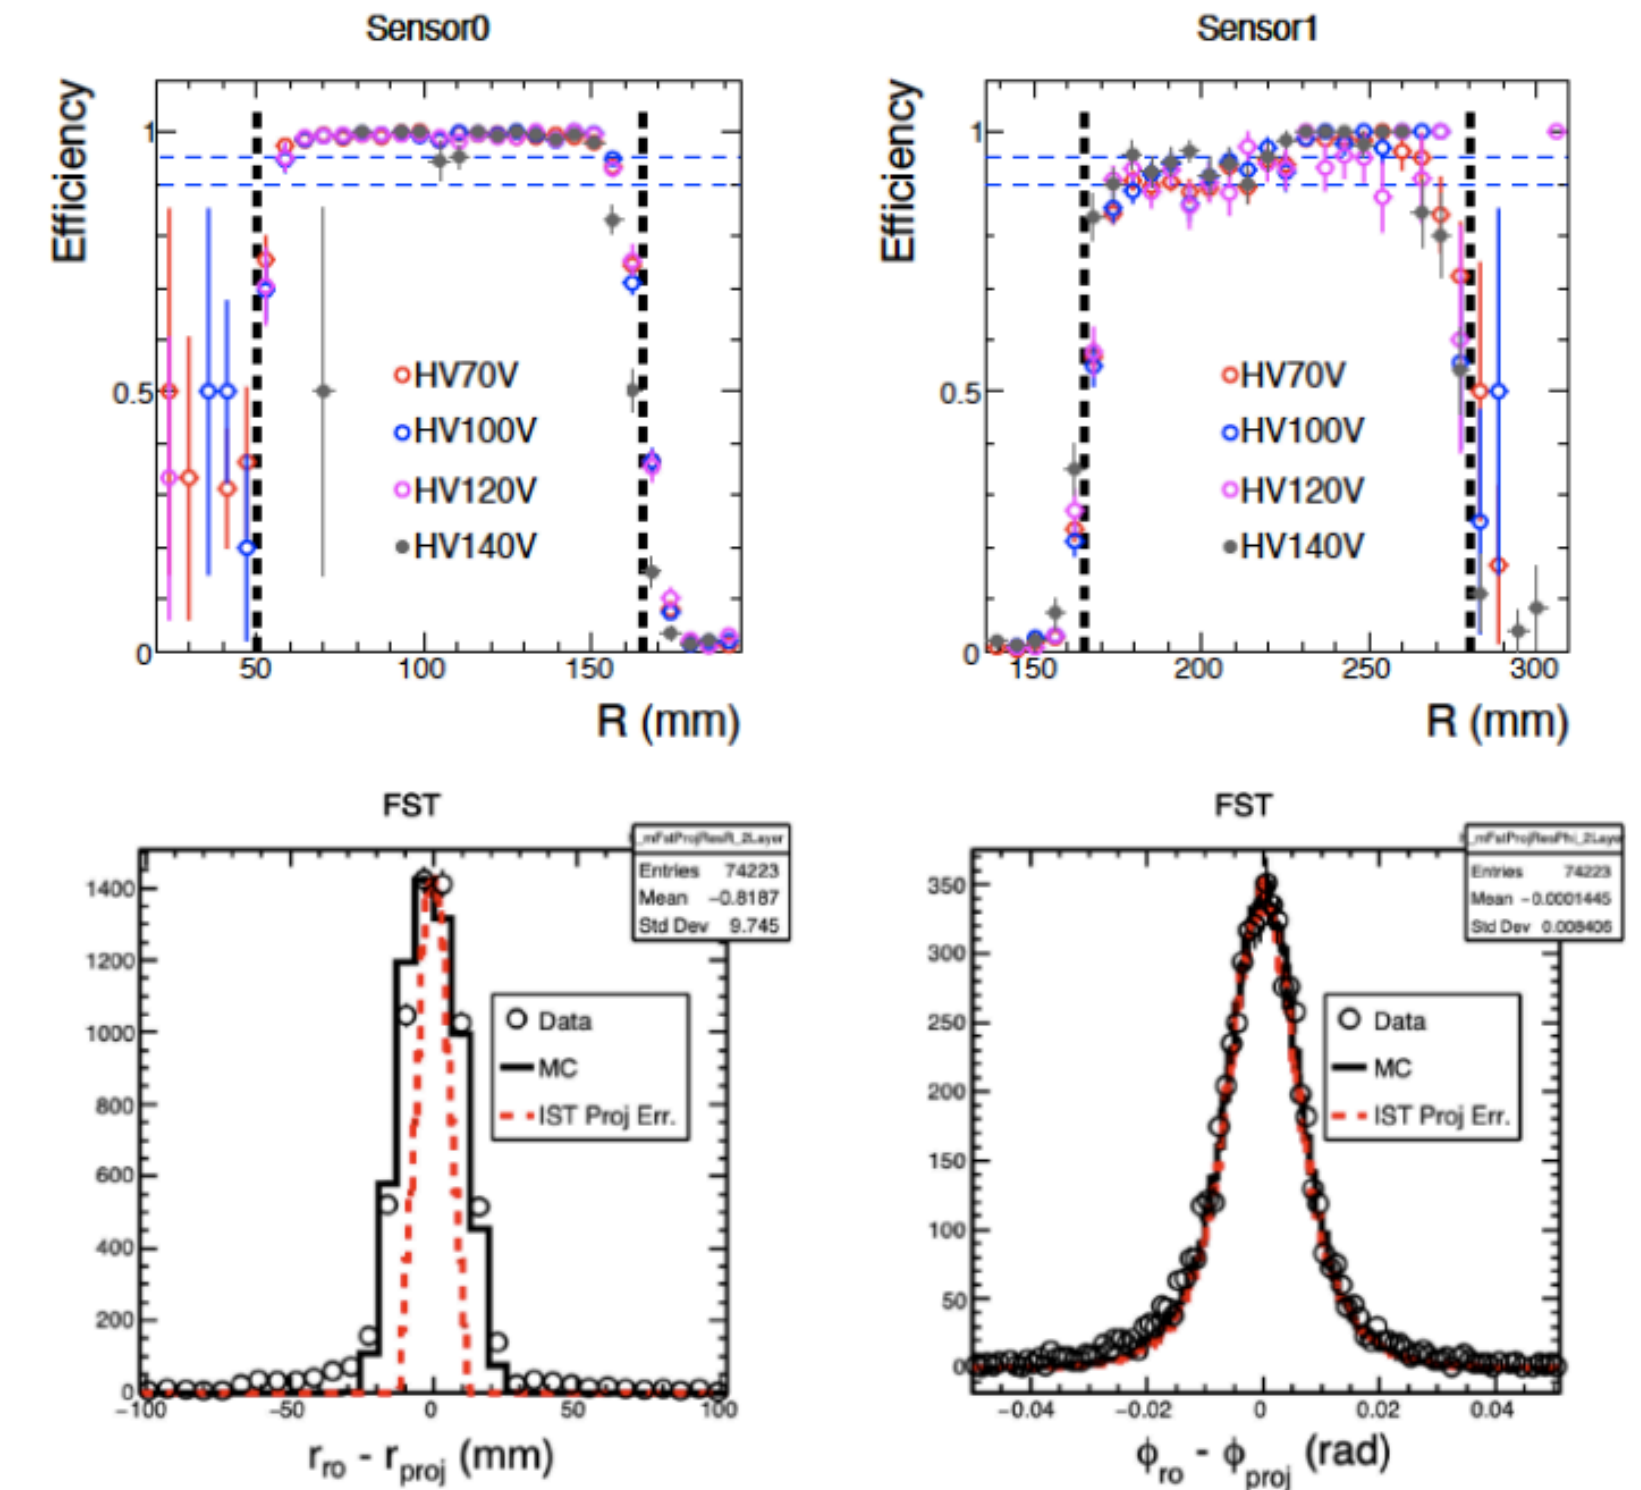 Sensor0
Efficiency
1
0.5
0
HV70V
HV100V
HV120V
HV140V
50 100 150
R (mm)
Sensor1
Efficiency
1
0.5
0
HV70V
HV100V
HV120V
HV140V
150 200 250 300
R (mm)
FST
_mFstProjResR_2Layer
Entries 74223
Mean −0.8187
Std Dev 9.745
1400
1200
1000
800
600
400
200
0
Data
MC
IST Proj Err.
−100 −50 0 50 100
r_ro - r_proj (mm)
FST
_mFstProjResPhi_2Laye
Entries 74223
Mean −0.0001445
Std Dev 0.008406
350
300
250
200
150
100
50
0
Data
MC
IST Proj Err.
−0.04 −0.02 0 0.02 0.04
ϕ_ro - ϕ_proj (rad)